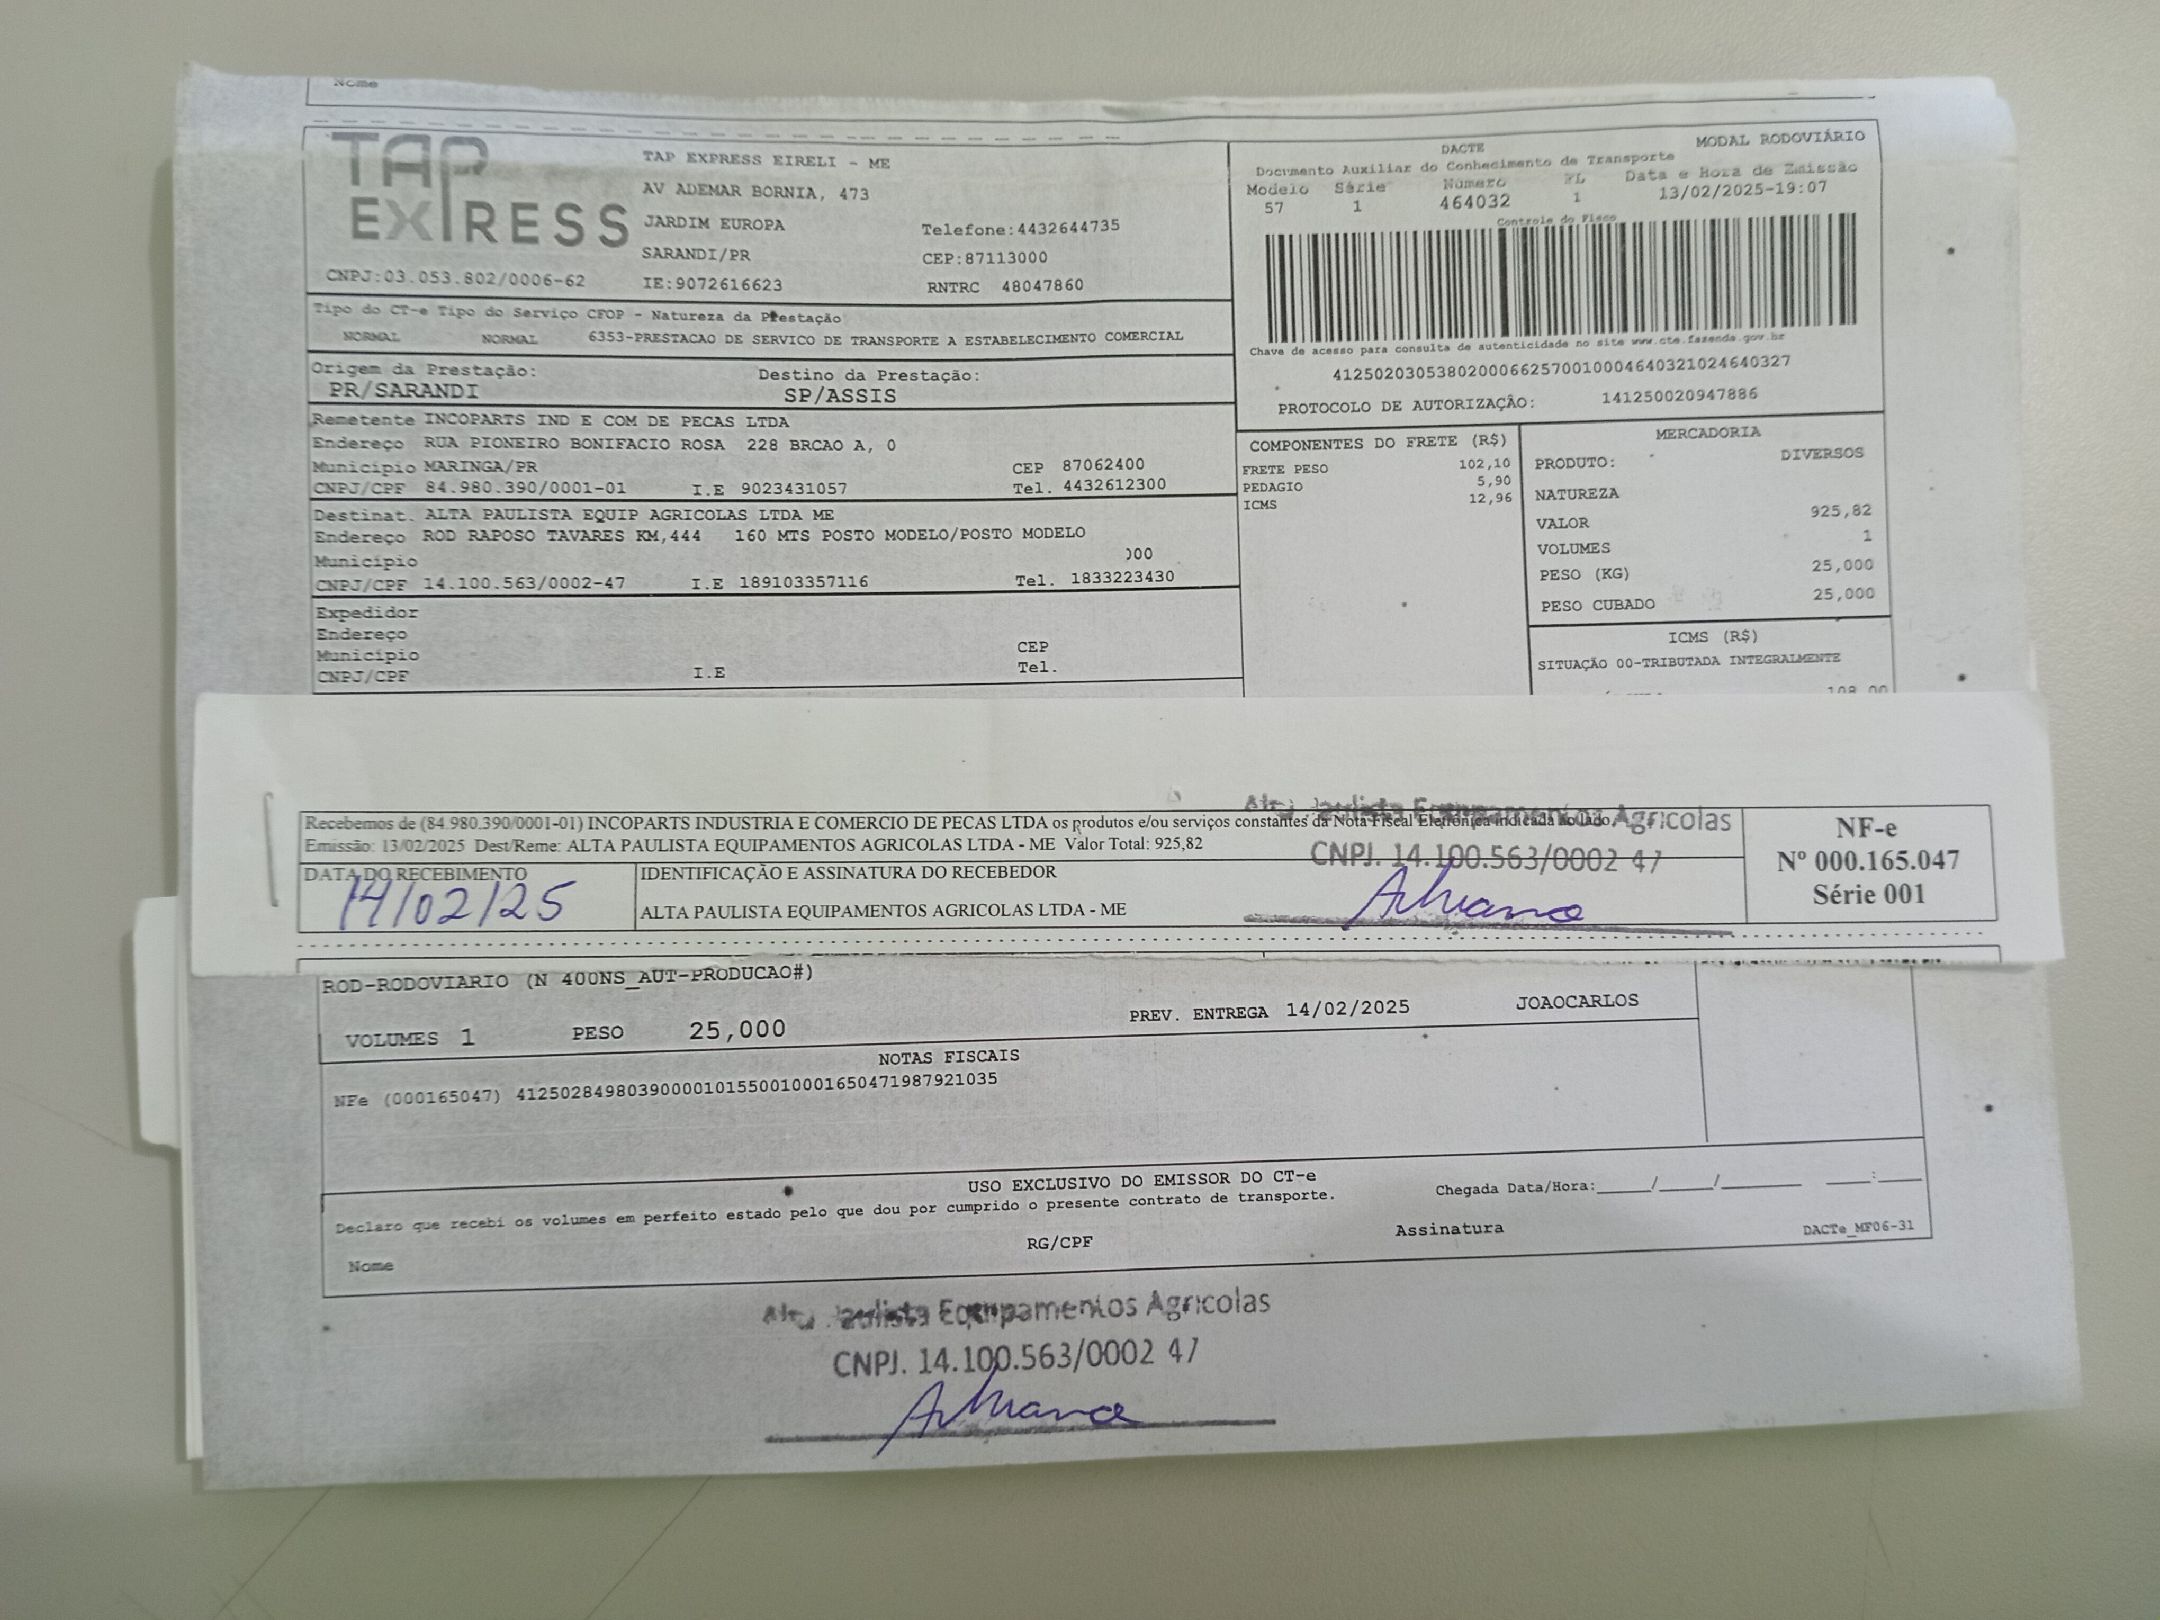 Nome
TAP EXPRESS
TAP EXPRESS EIRELI - ME
AV ADEMAR BORNIA, 473
JARDIM EUROPA Telefone:4432644735
SARANDI/PR CEP:87113000
CNPJ:03.053.802/0006-62 IE:9072616623 RNTRC 48047860
DACTE MODAL RODOVIÁRIO
Documento Auxiliar do Conhecimento de Transporte
Modelo Série Número FL Data e Hora de Emissão
57 1 464032 1 13/02/2025-19:07
Controle do Fisco
Chave de acesso para consulta de autenticidade no site www.cte.fazenda.gov.br
41250203053802000662570010004640321024640327
PROTOCOLO DE AUTORIZAÇÃO: 141250020947886
Tipo do CT-e Tipo do Serviço CFOP - Natureza da Prestação
NORMAL NORMAL 6353-PRESTACAO DE SERVICO DE TRANSPORTE A ESTABELECIMENTO COMERCIAL
Origem da Prestação: Destino da Prestação:
PR/SARANDI SP/ASSIS
Remetente INCOPARTS IND E COM DE PECAS LTDA
Endereço RUA PIONEIRO BONIFACIO ROSA 228 BRCAO A, 0
Município MARINGA/PR CEP 87062400
CNPJ/CPF 84.980.390/0001-01 I.E 9023431057 Tel. 4432612300
Destinat. ALTA PAULISTA EQUIP AGRICOLAS LTDA ME
Endereço ROD RAPOSO TAVARES KM,444 160 MTS POSTO MODELO/POSTO MODELO
Município 000
CNPJ/CPF 14.100.563/0002-47 I.E 189103357116 Tel. 1833223430
Expedidor
Endereço
Município CEP
CNPJ/CPF I.E Tel.
COMPONENTES DO FRETE (R$)
FRETE PESO 102,10
PEDAGIO 5,90
ICMS 12,96
MERCADORIA
PRODUTO: DIVERSOS
NATUREZA
VALOR 925,82
VOLUMES 1
PESO (KG) 25,000
PESO CUBADO 25,000
ICMS (R$)
SITUAÇÃO 00-TRIBUTADA INTEGRALMENTE
108,00
Recebemos de (84.980.390/0001-01) INCOPARTS INDUSTRIA E COMERCIO DE PECAS LTDA os produtos e/ou serviços constantes da Nota Fiscal Eletrônica indicada ao lado.
Emissão: 13/02/2025 Dest/Reme: ALTA PAULISTA EQUIPAMENTOS AGRICOLAS LTDA - ME Valor Total: 925,82
Paulista Equipamentos Agricolas
CNPJ. 14.100.563/0002 47
DATA DO RECEBIMENTO IDENTIFICAÇÃO E ASSINATURA DO RECEBEDOR
14/02/25 ALTA PAULISTA EQUIPAMENTOS AGRICOLAS LTDA - ME
NF-e
Nº 000.165.047
Série 001
ROD-RODOVIARIO (N 400NS_AUT-PRODUCAO#)
VOLUMES 1 PESO 25,000 PREV. ENTREGA 14/02/2025 JOAOCARLOS
NOTAS FISCAIS
NFe (000165047) 41250284980390000101550010001650471987921035
USO EXCLUSIVO DO EMISSOR DO CT-e
Declaro que recebi os volumes em perfeito estado pelo que dou por cumprido o presente contrato de transporte.
Chegada Data/Hora:____/____/______ ___:___
Nome RG/CPF Assinatura DACTe_MF06-31
Paulista Equipamentos Agricolas
CNPJ. 14.100.563/0002 47